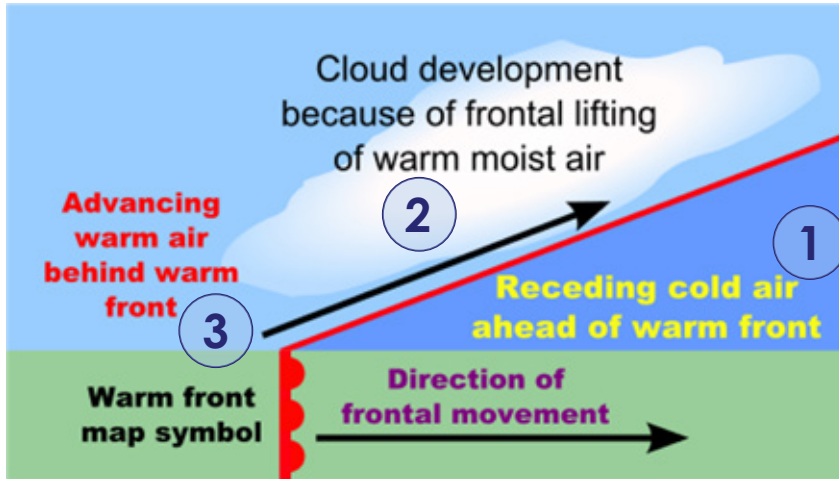 Cloud development
because of frontal lifting
of warm moist air
Advancing
warm air
behind warm
front
2
1
3
Receding cold air
ahead of warm front
Warm front
map symbol
Direction of
frontal movement